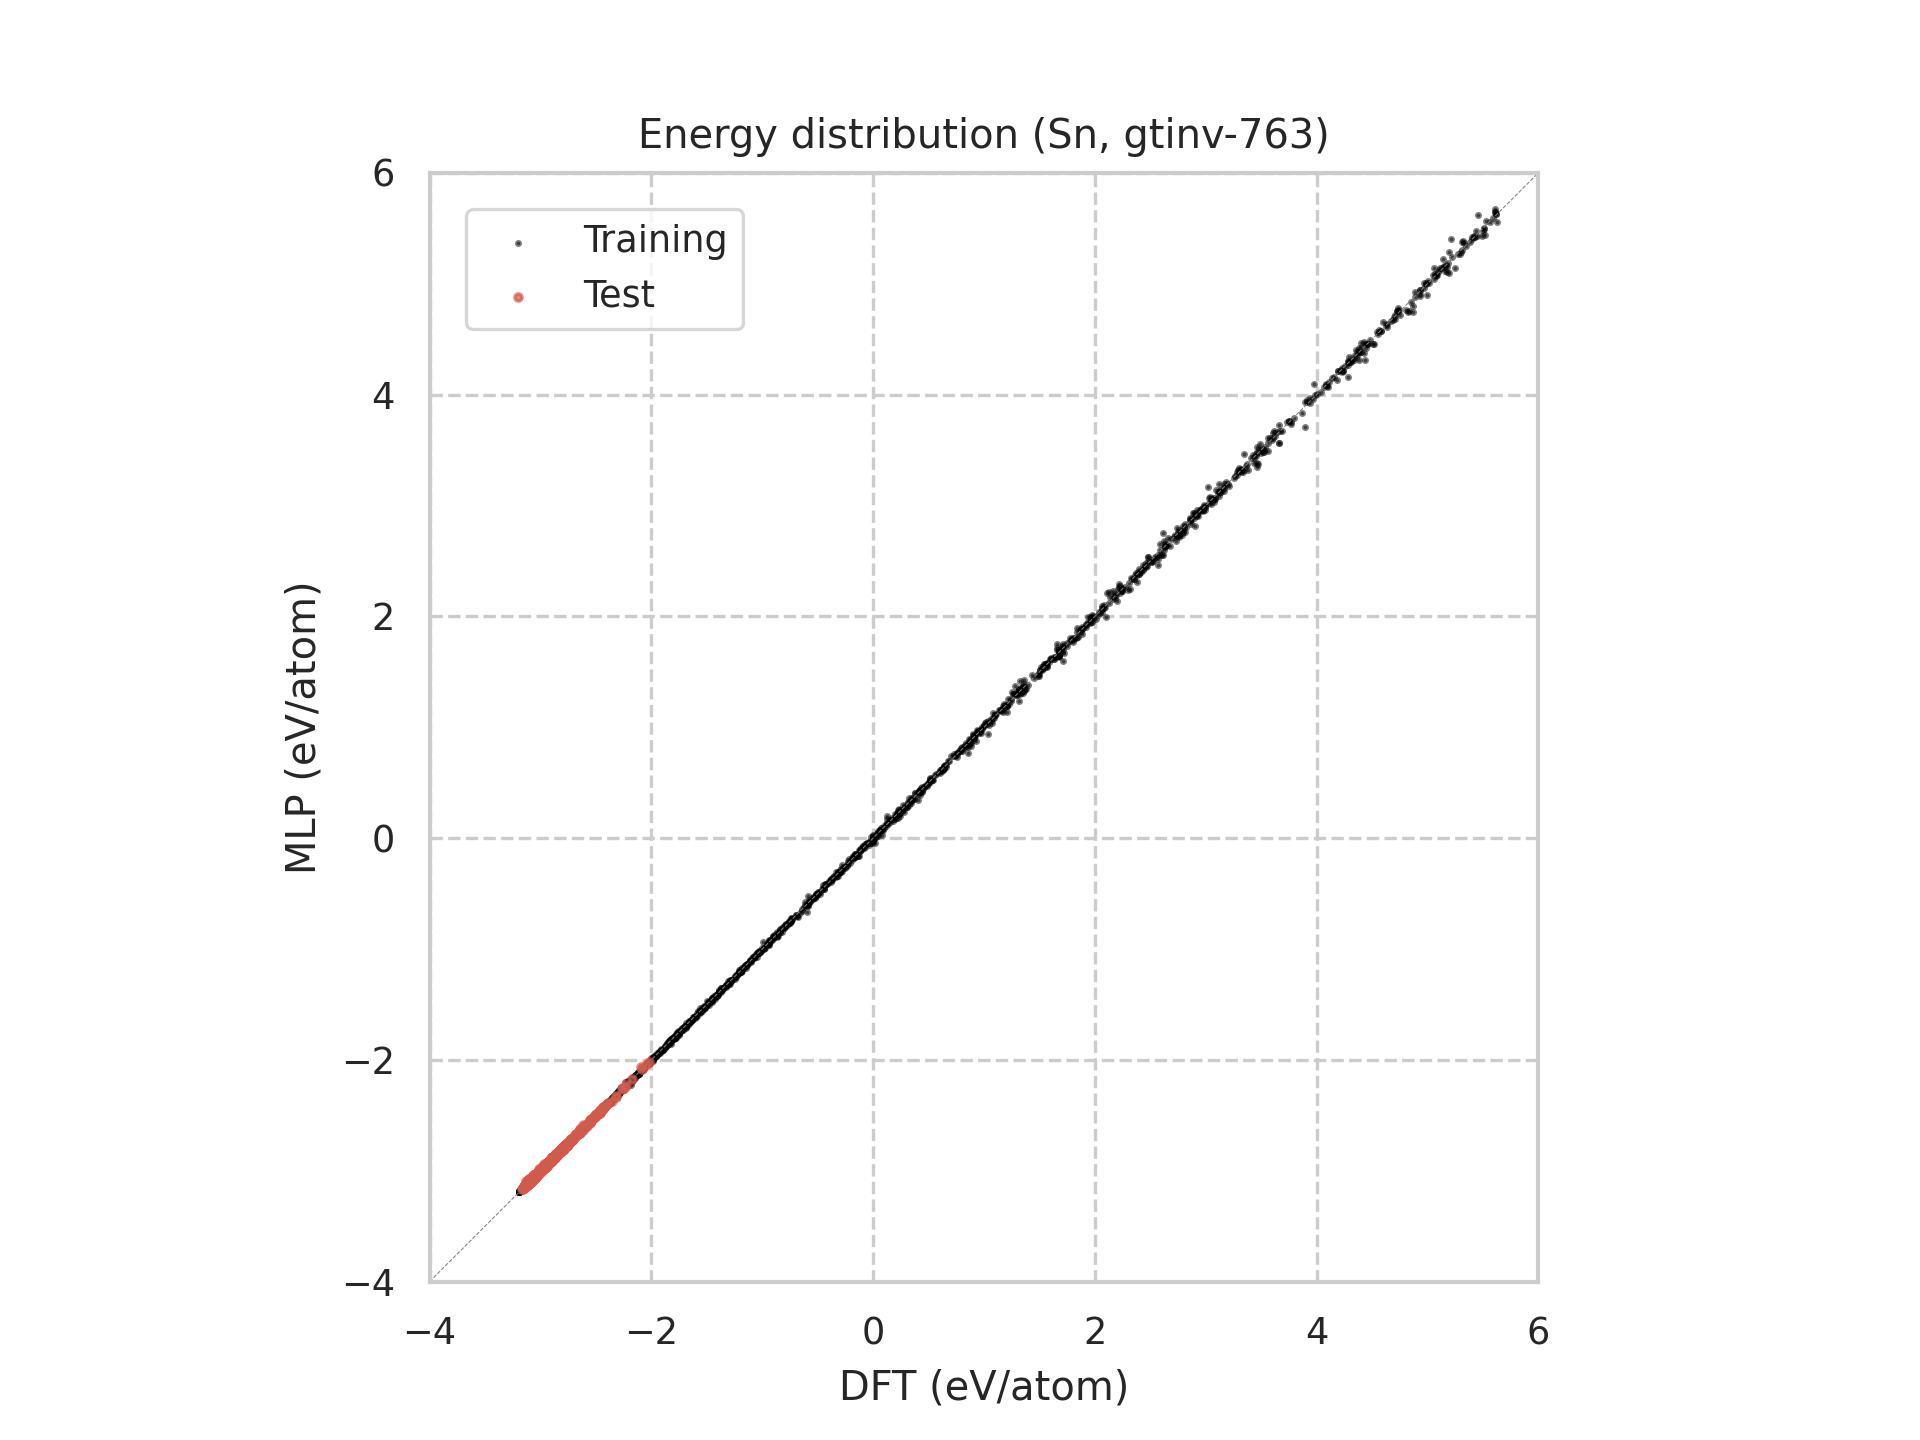 Energy distribution (Sn, gtinv-763)
6
4
2
0
−2
−4
Training
Test
MLP (eV/atom)
−4
−2
0
2
4
6
DFT (eV/atom)